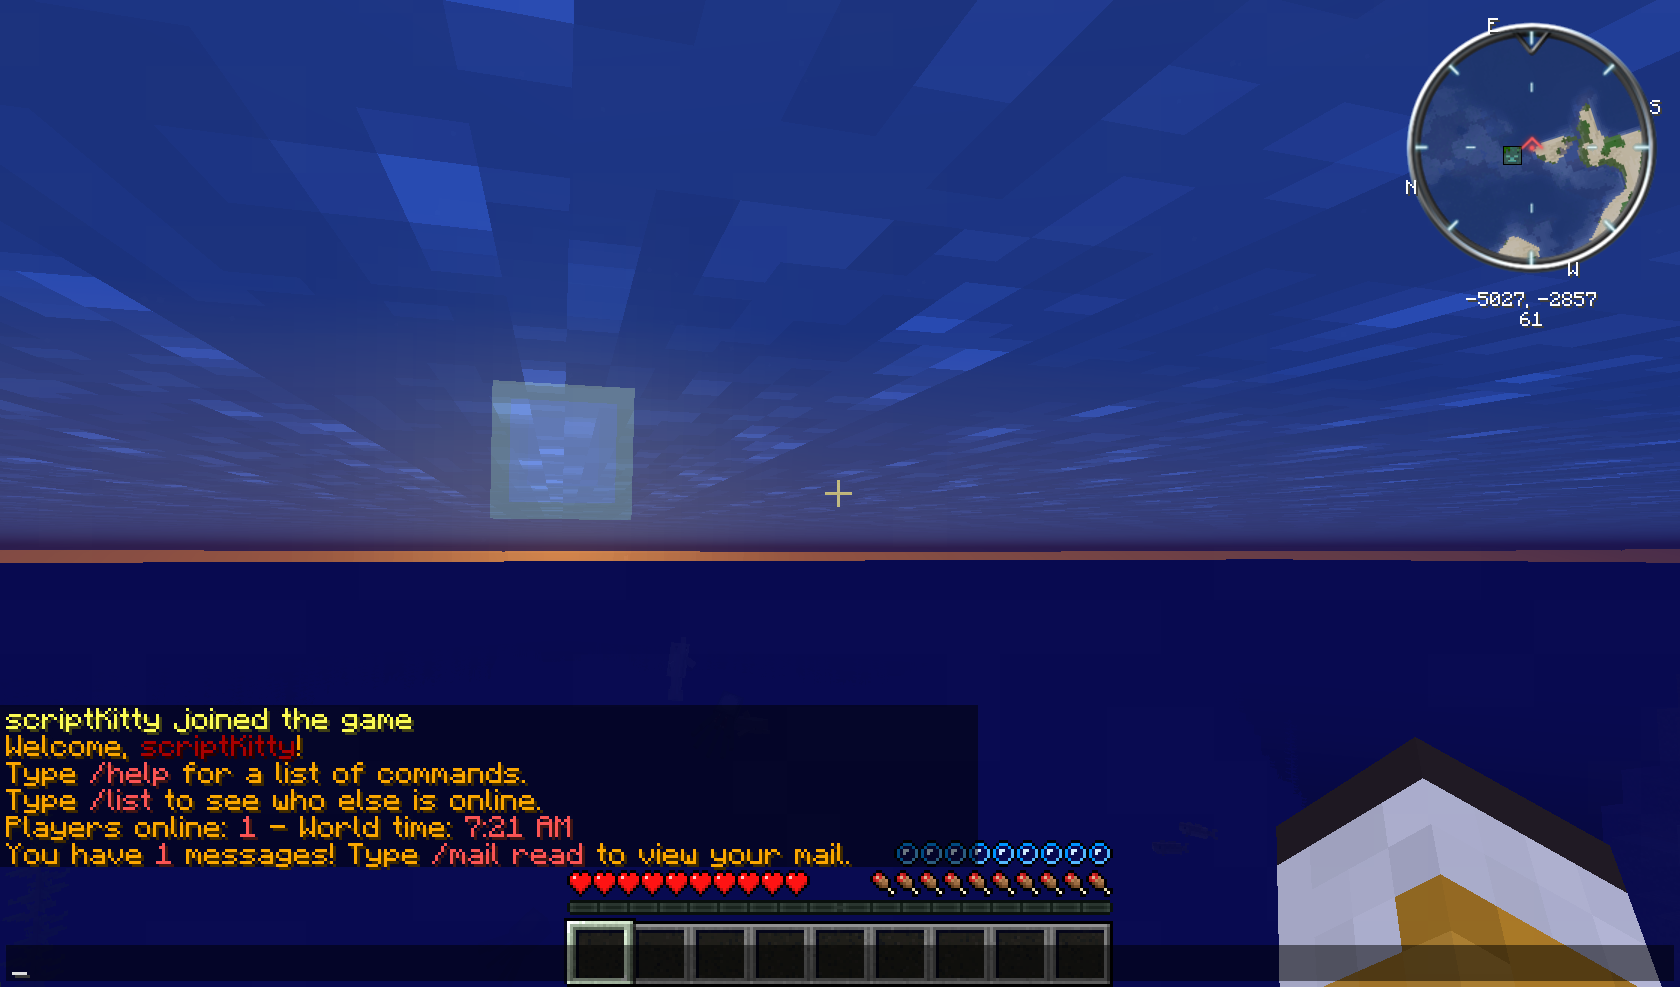 E
S
N
W
-5027, -2857
61
scriptKitty joined the game
Welcome, scriptKitty!
Type /help for a list of commands.
Type /list to see who else is online.
Players online: 1 - World time: 7:21 AM
You have 1 messages! Type /mail read to view your mail.
_